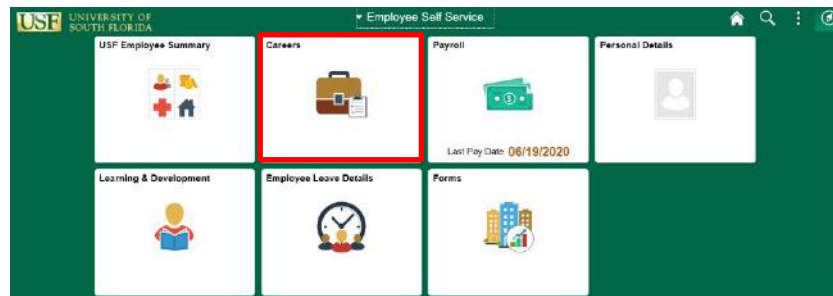 USF UNIVERSITY OF
SOUTH FLORIDA
Employee Self Service
USF Employee Summary
Careers
Payroll
Personal Details
Last Pay Date 06/19/2020
Learning & Development
Employee Leave Details
Forms